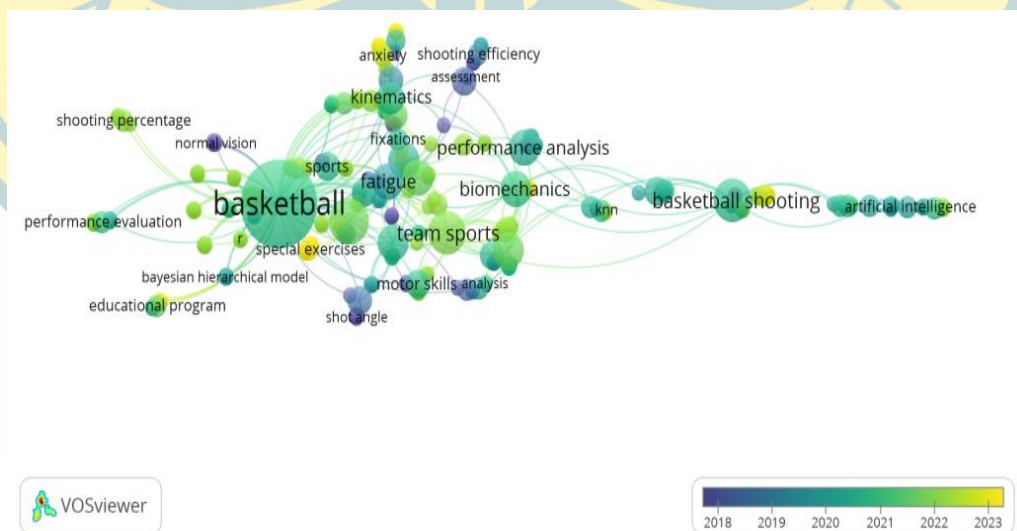 anxiety
shooting efficiency
assessment
kinematics
shooting percentage
normal vision
fixations
performance analysis
sports
fatigue
biomechanics
basketball
knn
basketball shooting
artificial intelligence
performance evaluation
team sports
r
special exercises
bayesian hierarchical model
motor skills
analysis
educational program
shot angle
VOSviewer
2018 2019 2020 2021 2022 2023